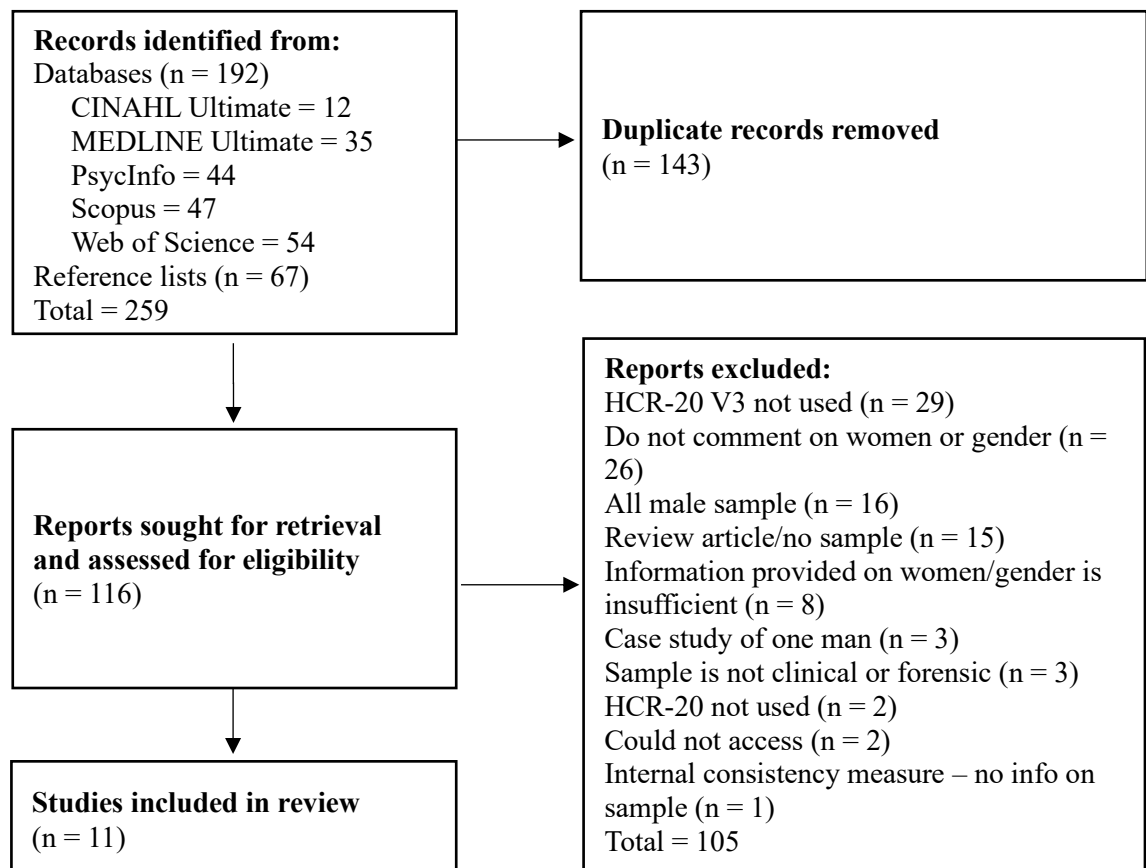 Records identified from:
Databases (n = 192)
CINAHL Ultimate = 12
MEDLINE Ultimate = 35
PsycInfo = 44
Scopus = 47
Web of Science = 54
Reference lists (n = 67)
Total = 259
Duplicate records removed
(n = 143)
Reports sought for retrieval
and assessed for eligibility
(n = 116)
Reports excluded:
HCR-20 V3 not used (n = 29)
Do not comment on women or gender (n =
26)
All male sample (n = 16)
Review article/no sample (n = 15)
Information provided on women/gender is
insufficient (n = 8)
Case study of one man (n = 3)
Sample is not clinical or forensic (n = 3)
HCR-20 not used (n = 2)
Could not access (n = 2)
Internal consistency measure – no info on
sample (n = 1)
Total = 105
Studies included in review
(n = 11)